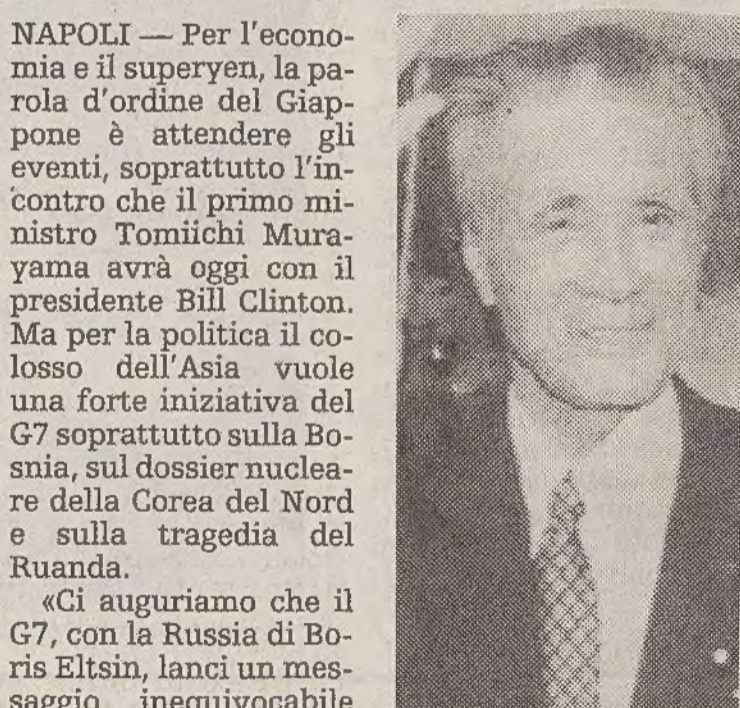 NAPOLI — Per l'econo-
mia e il superyen, la pa-
rola d'ordine del Giap-
pone è attendere gli
eventi, soprattutto l'in-
contro che il primo mi-
nistro Tomiichi Mura-
yama avrà oggi con il
presidente Bill Clinton.
Ma per la politica il co-
losso dell'Asia vuole
una forte iniziativa del
G7 soprattutto sulla Bo-
snia, sul dossier nuclea-
re della Corea del Nord
e sulla tragedia del
Ruanda.
«Ci auguriamo che il
G7, con la Russia di Bo-
ris Eltsin, lanci un mes-
saggio inequivocabile